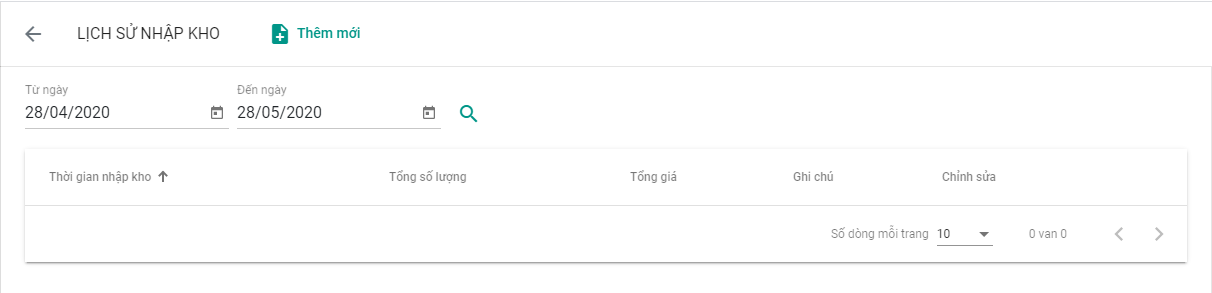 LỊCH SỬ NHẬP KHO Thêm mới
Từ ngày Đến ngày
28/04/2020 28/05/2020
Thời gian nhập kho Tổng số lượng Tổng giá Ghi chú Chỉnh sửa
Số dòng mỗi trang 10 0 van 0